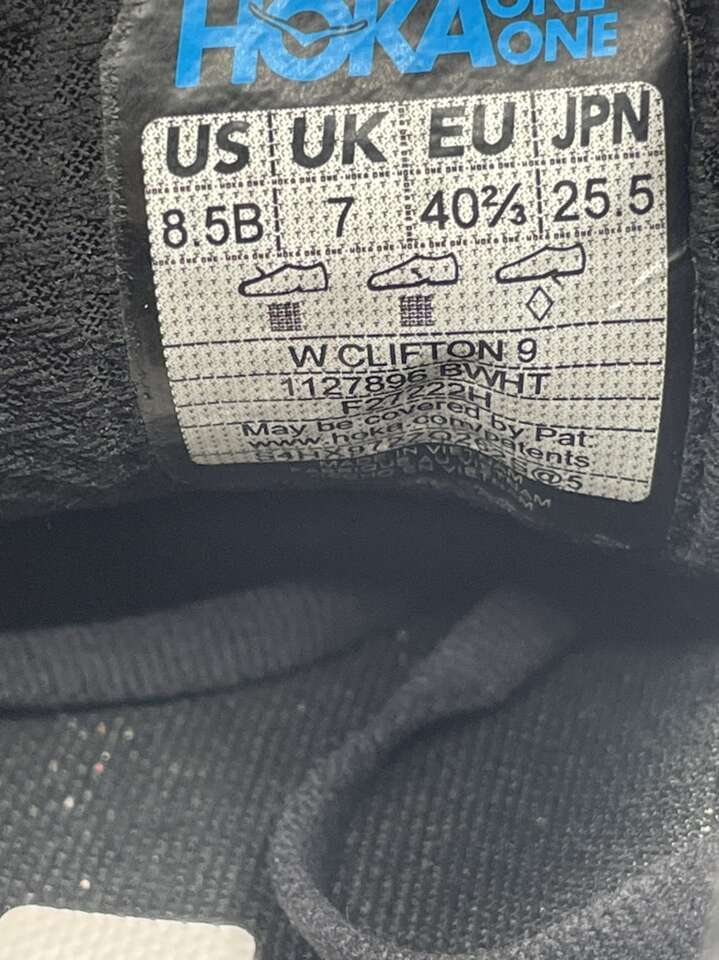 HOKA ONE ONE
US UK EU JPN
8.5B 7 40⅔ 25.5
W CLIFTON 9
1127896 BWHT
F27222H
May be covered by Pat:
www.hoka.com/patents